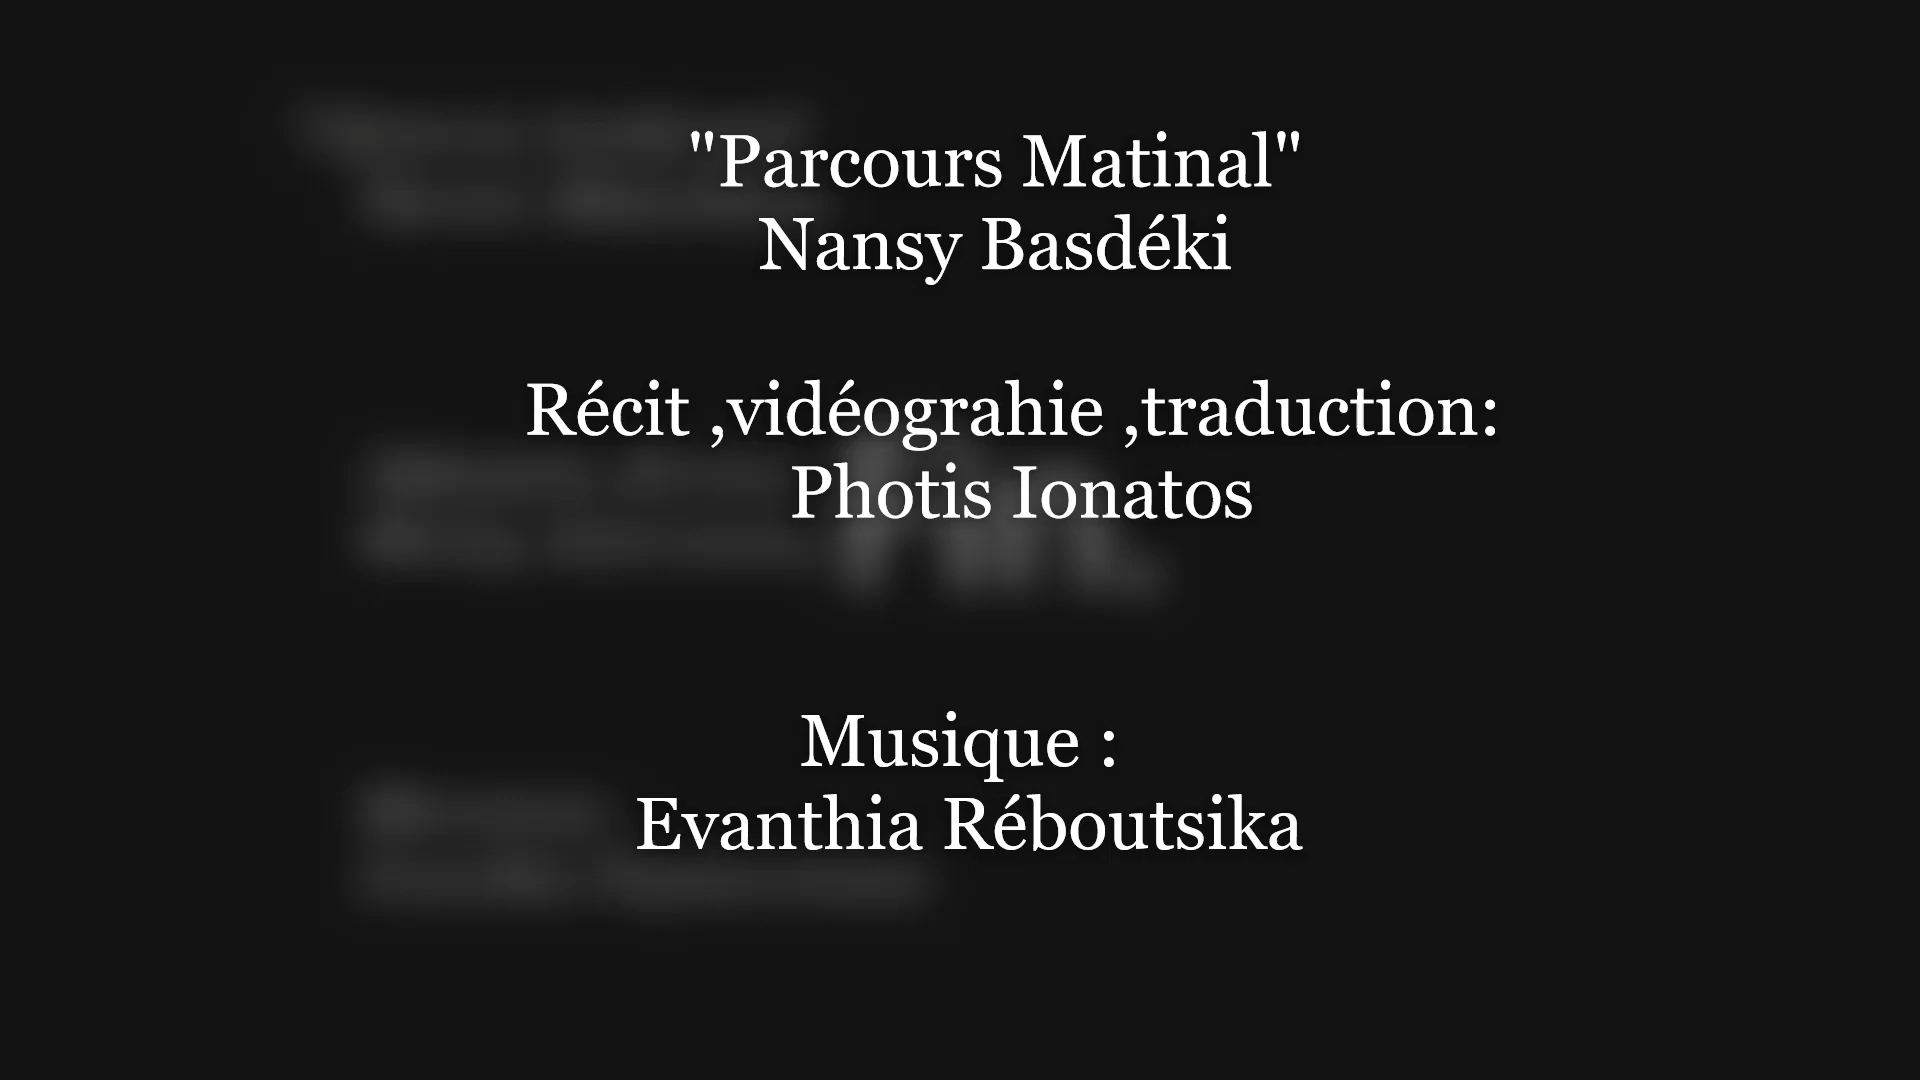 "Parcours Matinal"
Nansy Basdéki
Récit ,vidéograhie ,traduction:
Photis Ionatos
Musique :
Evanthia Réboutsika